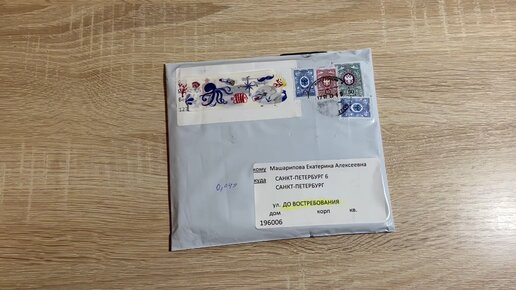 кому Машарипова Екатерина Алексеевна
куда САНКТ-ПЕТЕРБУРГ 6
САНКТ-ПЕТЕРБУРГ
ул. ДО ВОСТРЕБОВАНИЯ
дом корп кв.
196006